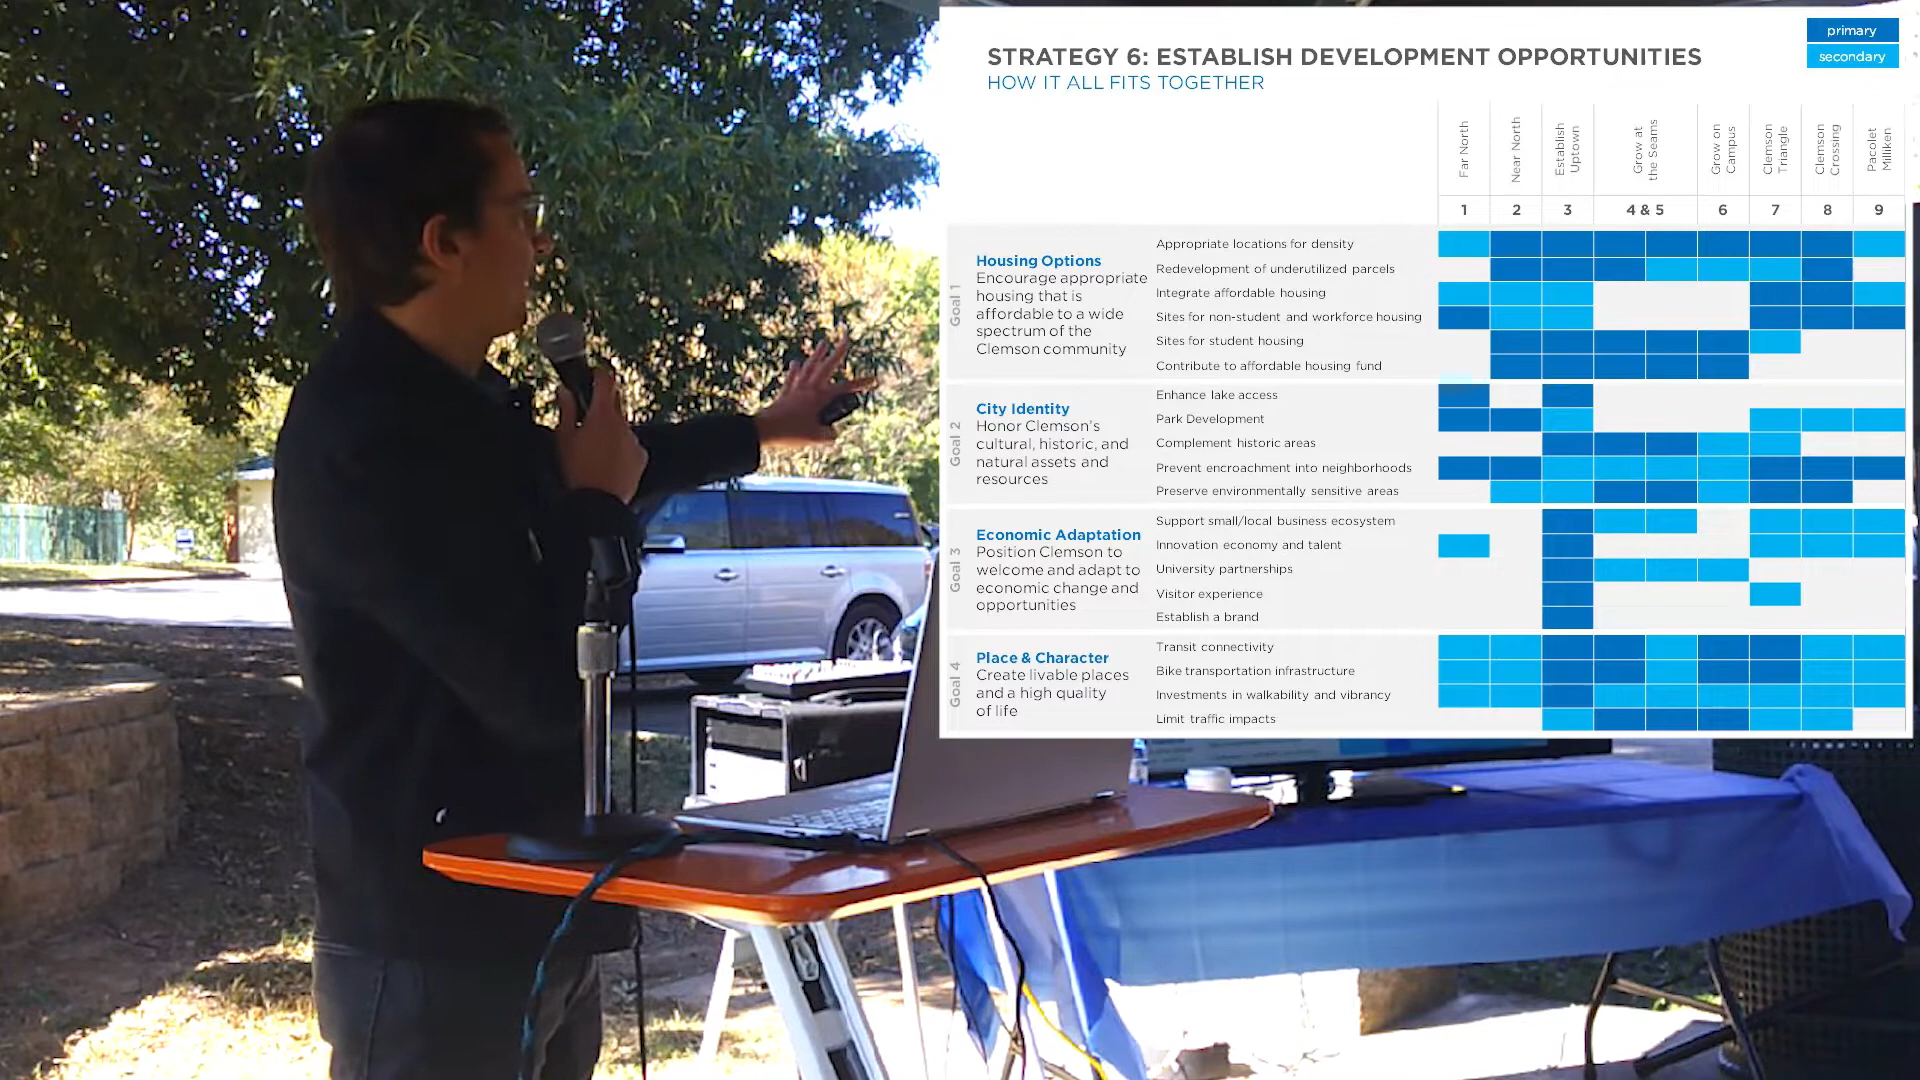 primary
secondary
STRATEGY 6: ESTABLISH DEVELOPMENT OPPORTUNITIES
HOW IT ALL FITS TOGETHER
Far North
Near North
Establish
Uptown
Grow at
the Seams
Grow on
Campus
Clemson
Triangle
Clemson
Crossing
Pacolet
Milliken
1 2 3 4 & 5 6 7 8 9
Goal 1
Housing Options
Encourage appropriate
housing that is
affordable to a wide
spectrum of the
Clemson community
Appropriate locations for density
Redevelopment of underutilized parcels
Integrate affordable housing
Sites for non-student and workforce housing
Sites for student housing
Contribute to affordable housing fund
Goal 2
City Identity
Honor Clemson's
cultural, historic, and
natural assets and
resources
Enhance lake access
Park Development
Complement historic areas
Prevent encroachment into neighborhoods
Preserve environmentally sensitive areas
Goal 3
Economic Adaptation
Position Clemson to
welcome and adapt to
economic change and
opportunities
Support small/local business ecosystem
Innovation economy and talent
University partnerships
Visitor experience
Establish a brand
Goal 4
Place & Character
Create livable places
and a high quality
of life
Transit connectivity
Bike transportation infrastructure
Investments in walkability and vibrancy
Limit traffic impacts